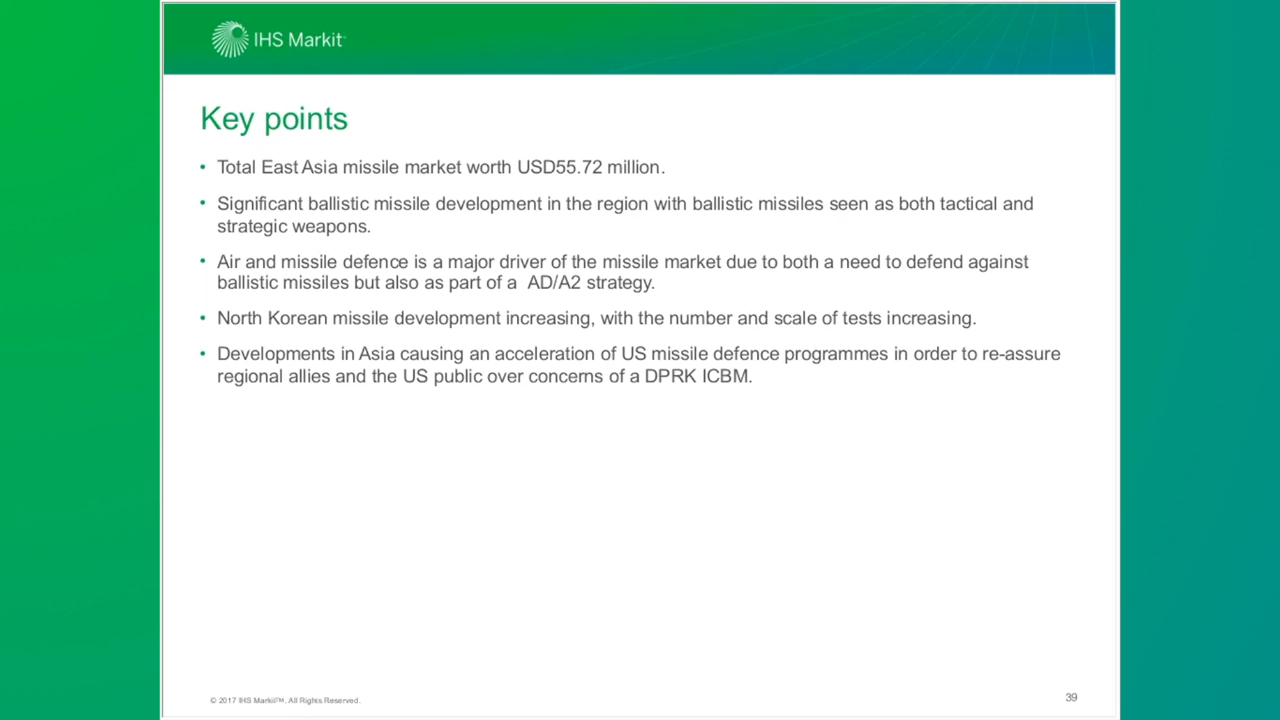 IHS Markit™
Key points
• Total East Asia missile market worth USD55.72 million.
• Significant ballistic missile development in the region with ballistic missiles seen as both tactical and
strategic weapons.
• Air and missile defence is a major driver of the missile market due to both a need to defend against
ballistic missiles but also as part of a AD/A2 strategy.
• North Korean missile development increasing, with the number and scale of tests increasing.
• Developments in Asia causing an acceleration of US missile defence programmes in order to re-assure
regional allies and the US public over concerns of a DPRK ICBM.
© 2017 IHS Markit™. All Rights Reserved.
39